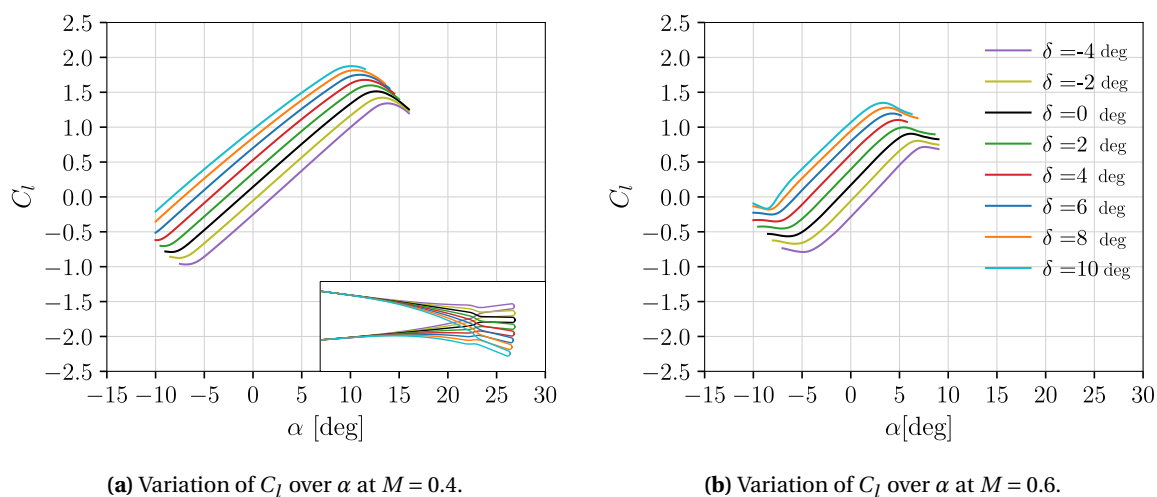 2.5
2.0
1.5
1.0
0.5
0.0
−0.5
−1.0
−1.5
−2.0
−2.5
C_l
−15 −10 −5 0 5 10 15 20 25 30
α [deg]
(a) Variation of C_l over α at M = 0.4.
2.5
2.0
1.5
1.0
0.5
0.0
−0.5
−1.0
−1.5
−2.0
−2.5
C_l
δ =-4 deg
δ =-2 deg
δ =0 deg
δ =2 deg
δ =4 deg
δ =6 deg
δ =8 deg
δ =10 deg
−15 −10 −5 0 5 10 15 20 25 30
α[deg]
(b) Variation of C_l over α at M = 0.6.